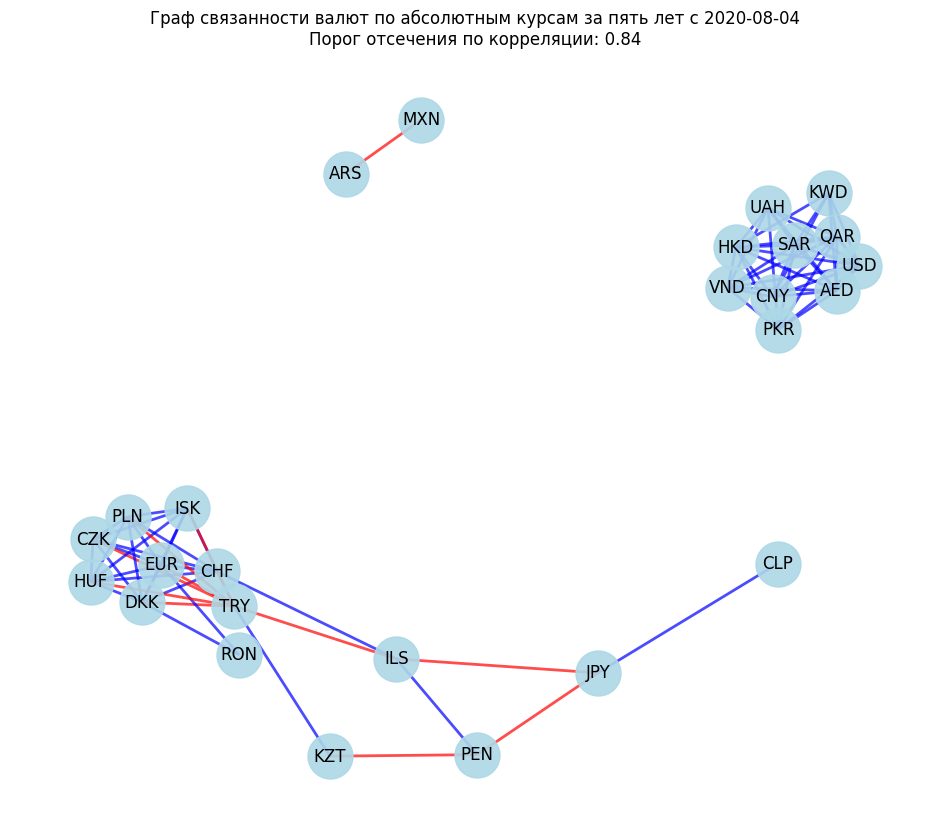 Граф связанности валют по абсолютным курсам за пять лет с 2020-08-04
Порог отсечения по корреляции: 0.84
MXN
ARS
KWD
UAH
QAR
HKD
SAR
USD
VND
CNY
AED
PKR
ISK
PLN
CZK
EUR
CHF
CLP
HUF
DKK
TRY
RON
ILS
JPY
KZT
PEN